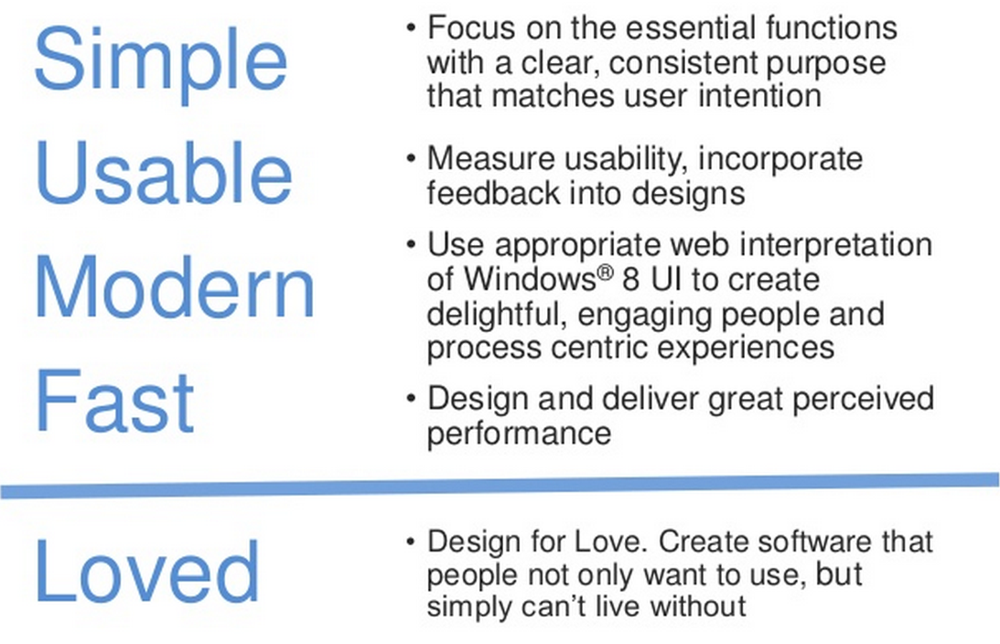 Simple
• Focus on the essential functions
with a clear, consistent purpose
that matches user intention
Usable
• Measure usability, incorporate
feedback into designs
Modern
• Use appropriate web interpretation
of Windows® 8 UI to create
delightful, engaging people and
process centric experiences
Fast
• Design and deliver great perceived
performance
Loved
• Design for Love. Create software that
people not only want to use, but
simply can’t live without